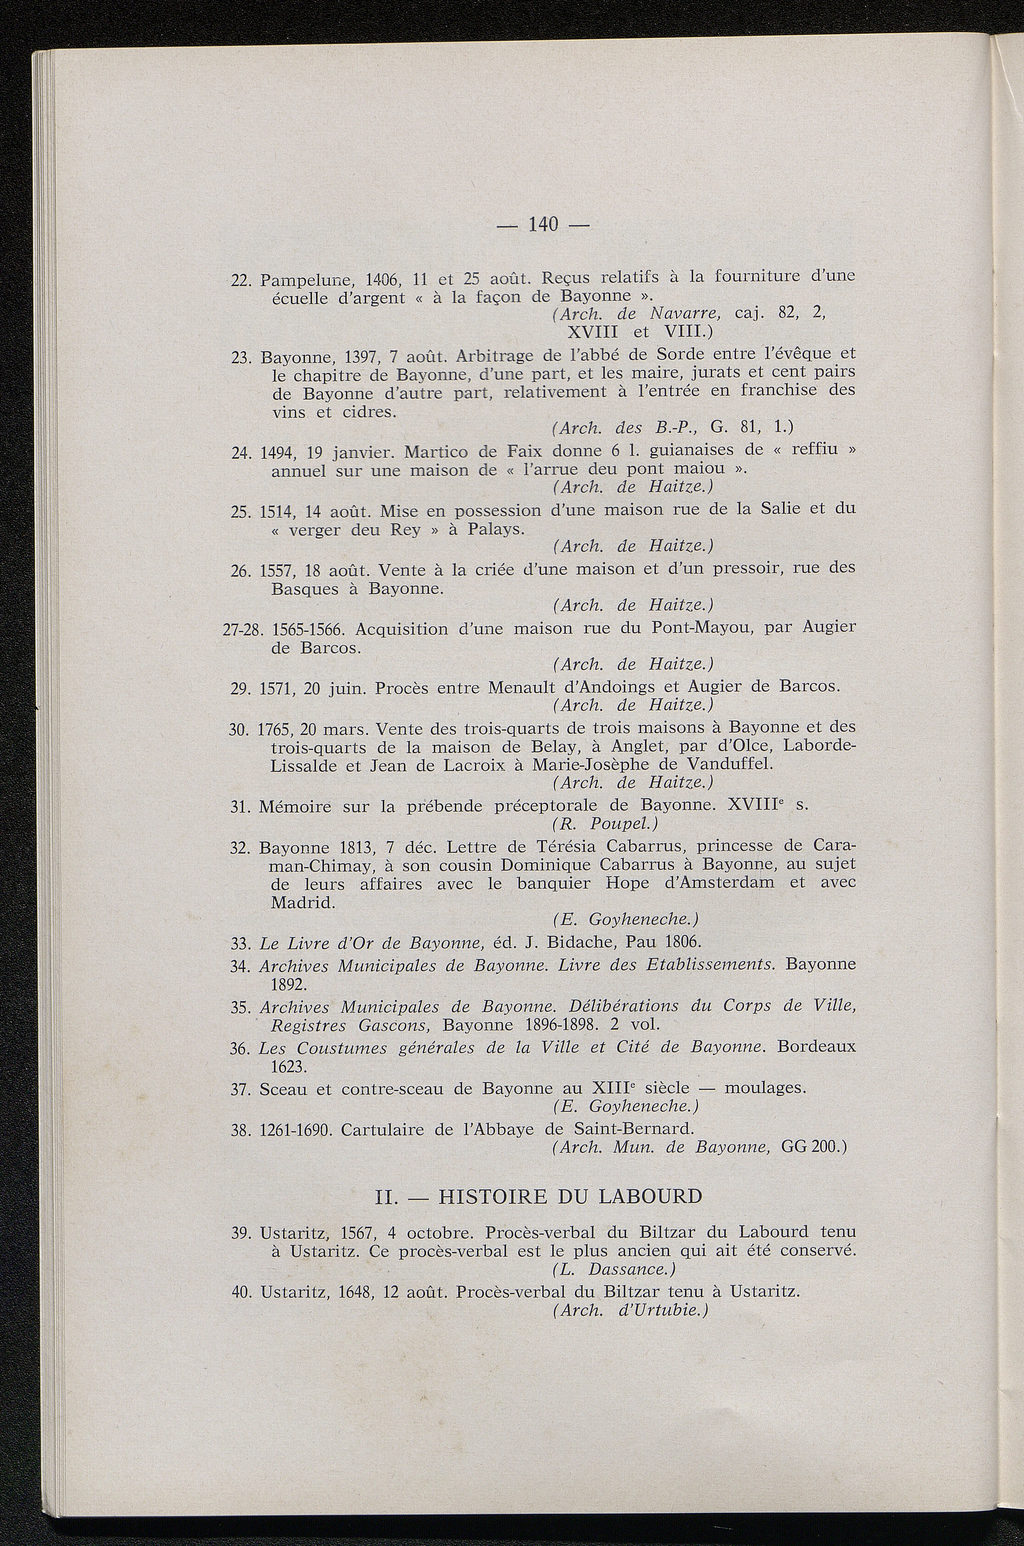 — 140 —
22. Pampelune, 1406, 11 et 25 août. Reçus relatifs à la fourniture d'une
écuelle d'argent « à la façon de Bayonne ».
(Arch. de Navarre, caj. 82, 2,
XVIII et VIII.)
23. Bayonne, 1397, 7 août. Arbitrage de l'abbé de Sorde entre l'évêque et
le chapitre de Bayonne, d'une part, et les maire, jurats et cent pairs
de Bayonne d'autre part, relativement à l'entrée en franchise des
vins et cidres.
(Arch. des B.-P., G. 81, 1.)
24. 1494, 19 janvier. Martico de Faix donne 6 l. guianaises de « reffiu »
annuel sur une maison de « l'arrue deu pont maiou ».
(Arch. de Haitze.)
25. 1514, 14 août. Mise en possession d'une maison rue de la Salie et du
« verger deu Rey » à Palays.
(Arch. de Haitze.)
26. 1557, 18 août. Vente à la criée d'une maison et d'un pressoir, rue des
Basques à Bayonne.
(Arch. de Haitze.)
27-28. 1565-1566. Acquisition d'une maison rue du Pont-Mayou, par Augier
de Barcos.
(Arch. de Haitze.)
29. 1571, 20 juin. Procès entre Menault d'Andoings et Augier de Barcos.
(Arch. de Haitze.)
30. 1765, 20 mars. Vente des trois-quarts de trois maisons à Bayonne et des
trois-quarts de la maison de Belay, à Anglet, par d'Olce, Laborde-
Lissalde et Jean de Lacroix à Marie-Josèphe de Vanduffel.
(Arch. de Haitze.)
31. Mémoire sur la prébende préceptorale de Bayonne. XVIIIe s.
(R. Poupel.)
32. Bayonne 1813, 7 déc. Lettre de Térésia Cabarrus, princesse de Cara-
man-Chimay, à son cousin Dominique Cabarrus à Bayonne, au sujet
de leurs affaires avec le banquier Hope d'Amsterdam et avec
Madrid.
(E. Goyheneche.)
33. Le Livre d'Or de Bayonne, éd. J. Bidache, Pau 1806.
34. Archives Municipales de Bayonne. Livre des Etablissements. Bayonne
1892.
35. Archives Municipales de Bayonne. Délibérations du Corps de Ville,
Registres Gascons, Bayonne 1896-1898. 2 vol.
36. Les Coustumes générales de la Ville et Cité de Bayonne. Bordeaux
1623.
37. Sceau et contre-sceau de Bayonne au XIIIe siècle — moulages.
(E. Goyheneche.)
38. 1261-1690. Cartulaire de l'Abbaye de Saint-Bernard.
(Arch. Mun. de Bayonne, GG 200.)
II. — HISTOIRE DU LABOURD
39. Ustaritz, 1567, 4 octobre. Procès-verbal du Biltzar du Labourd tenu
à Ustaritz. Ce procès-verbal est le plus ancien qui ait été conservé.
(L. Dassance.)
40. Ustaritz, 1648, 12 août. Procès-verbal du Biltzar tenu à Ustaritz.
(Arch. d'Urtubie.)